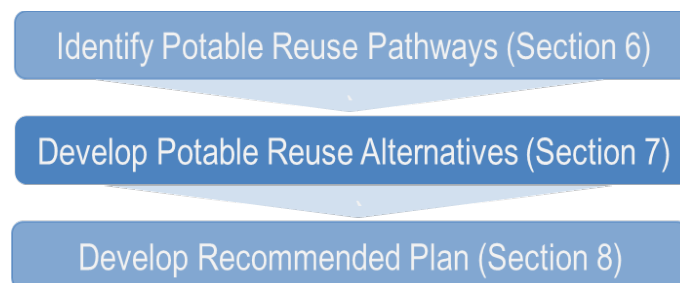 Identify Potable Reuse Pathways (Section 6)
Develop Potable Reuse Alternatives (Section 7)
Develop Recommended Plan (Section 8)